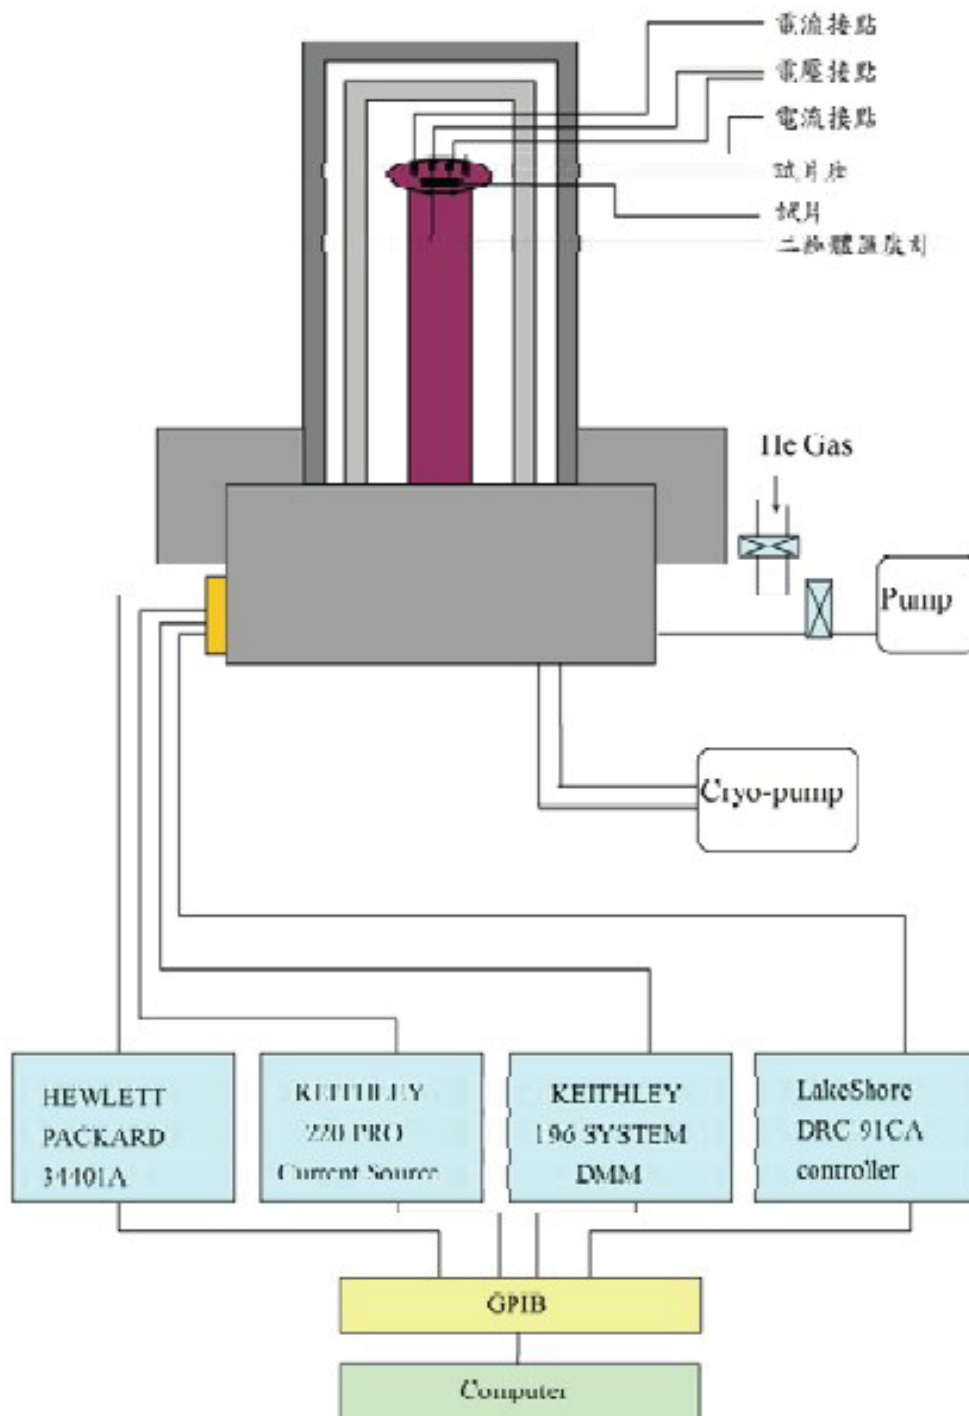 電流接點
電壓接點
電流接點
試片座
試片
二極體溫度計
He Gas
Pump
Cryo-pump
HEWLETT
PACKARD
34401A
KEITHLEY
220 PRO
Current Source
KEITHLEY
196 SYSTEM
DMM
LakeShore
DRC 91CA
controller
GPIB
Computer